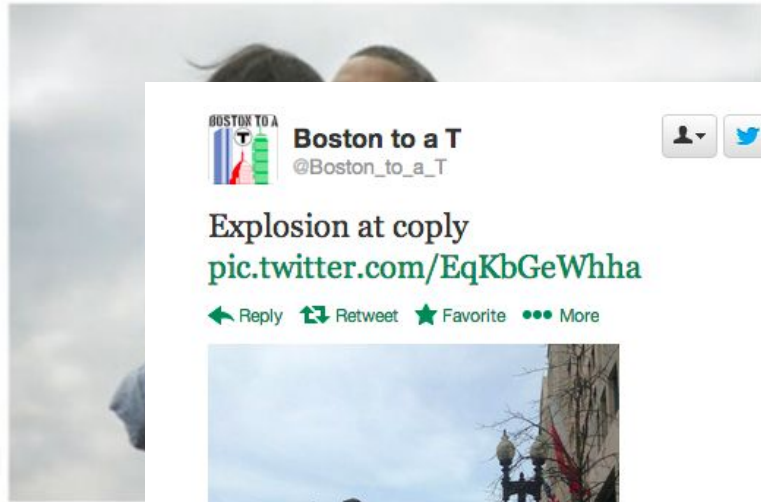 BOSTON TO A
T
Boston to a T
@Boston_to_a_T
Explosion at coply
pic.twitter.com/EqKbGeWhha
Reply Retweet Favorite More